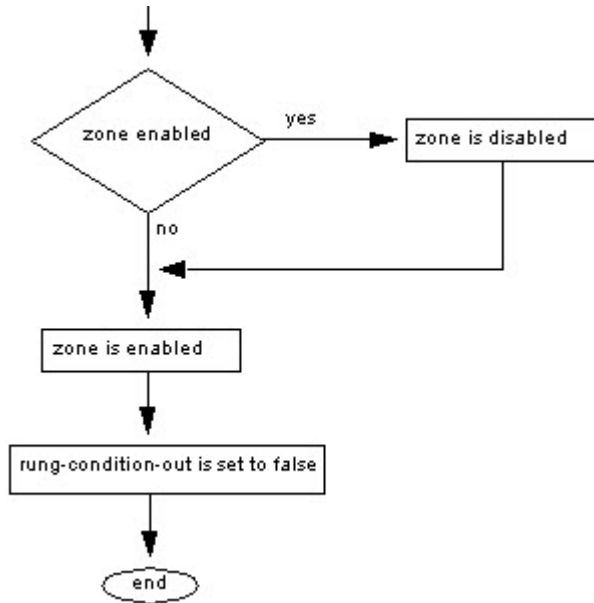 zone enabled
yes
zone is disabled
no
zone is enabled
rung-condition-out is set to false
end